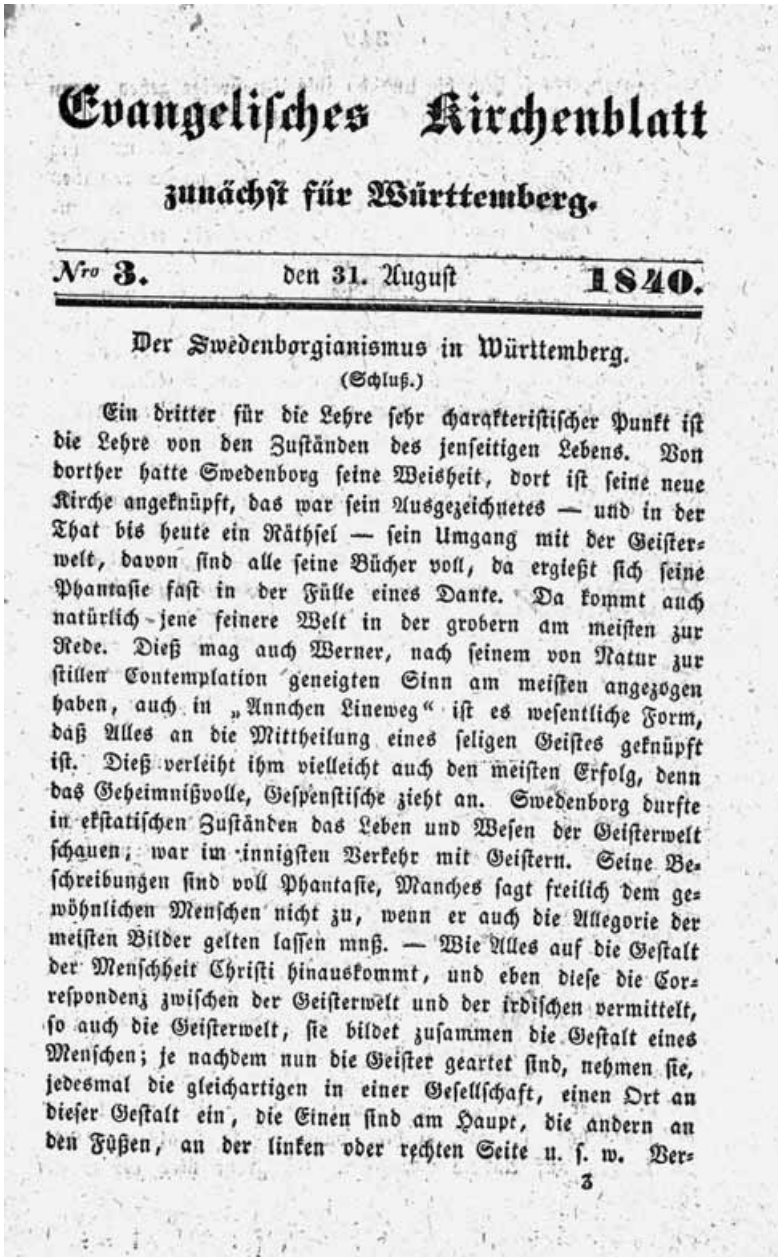 Evangelisches Kirchenblatt
zunächst für Württemberg.
Nro 3. den 31. August 1840.
Der Swedenborgianismus in Württemberg.
(Schluß.)
Ein dritter für die Lehre sehr charakteristischer Punkt ist
die Lehre von den Zuständen des jenseitigen Lebens. Von
dorther hatte Swedenborg seine Weisheit, dort ist seine neue
Kirche angeknüpft, das war sein Ausgezeichnetes — und in der
That bis heute ein Räthsel — sein Umgang mit der Geister-
welt, davon sind alle seine Bücher voll, da ergießt sich seine
Phantasie fast in der Fülle eines Dante. Da kommt auch
natürlich jene feinere Welt in der grobern am meisten zur
Rede. Dieß mag auch Werner, nach seinem von Natur zur
stillen Contemplation geneigten Sinn am meisten angezogen
haben, auch in „Annchen Lineweg“ ist es wesentliche Form,
daß Alles an die Mittheilung eines seligen Geistes geknüpft
ist. Dieß verleiht ihm vielleicht auch den meisten Erfolg, denn
das Geheimnißvolle, Gespenstische zieht an. Swedenborg durfte
in ekstatischen Zuständen das Leben und Wesen der Geisterwelt
schauen; war im innigsten Verkehr mit Geistern. Seine Be-
schreibungen sind voll Phantasie, Manches sagt freilich dem ge-
wöhnlichen Menschen nicht zu, wenn er auch die Allegorie der
meisten Bilder gelten lassen mnß. — Wie Alles auf die Gestalt
der Menschheit Christi hinauskommt, und eben diese die Cor-
respondenz zwischen der Geisterwelt und der irdischen vermittelt,
so auch die Geisterwelt, sie bildet zusammen die Gestalt eines
Menschen; je nachdem nun die Geister geartet sind, nehmen sie,
jedesmal die gleichartigen in einer Gesellschaft, einen Ort an
dieser Gestalt ein, die Einen sind am Haupt, die andern an
den Füßen, an der linken oder rechten Seite u. s. w. Ver-
3